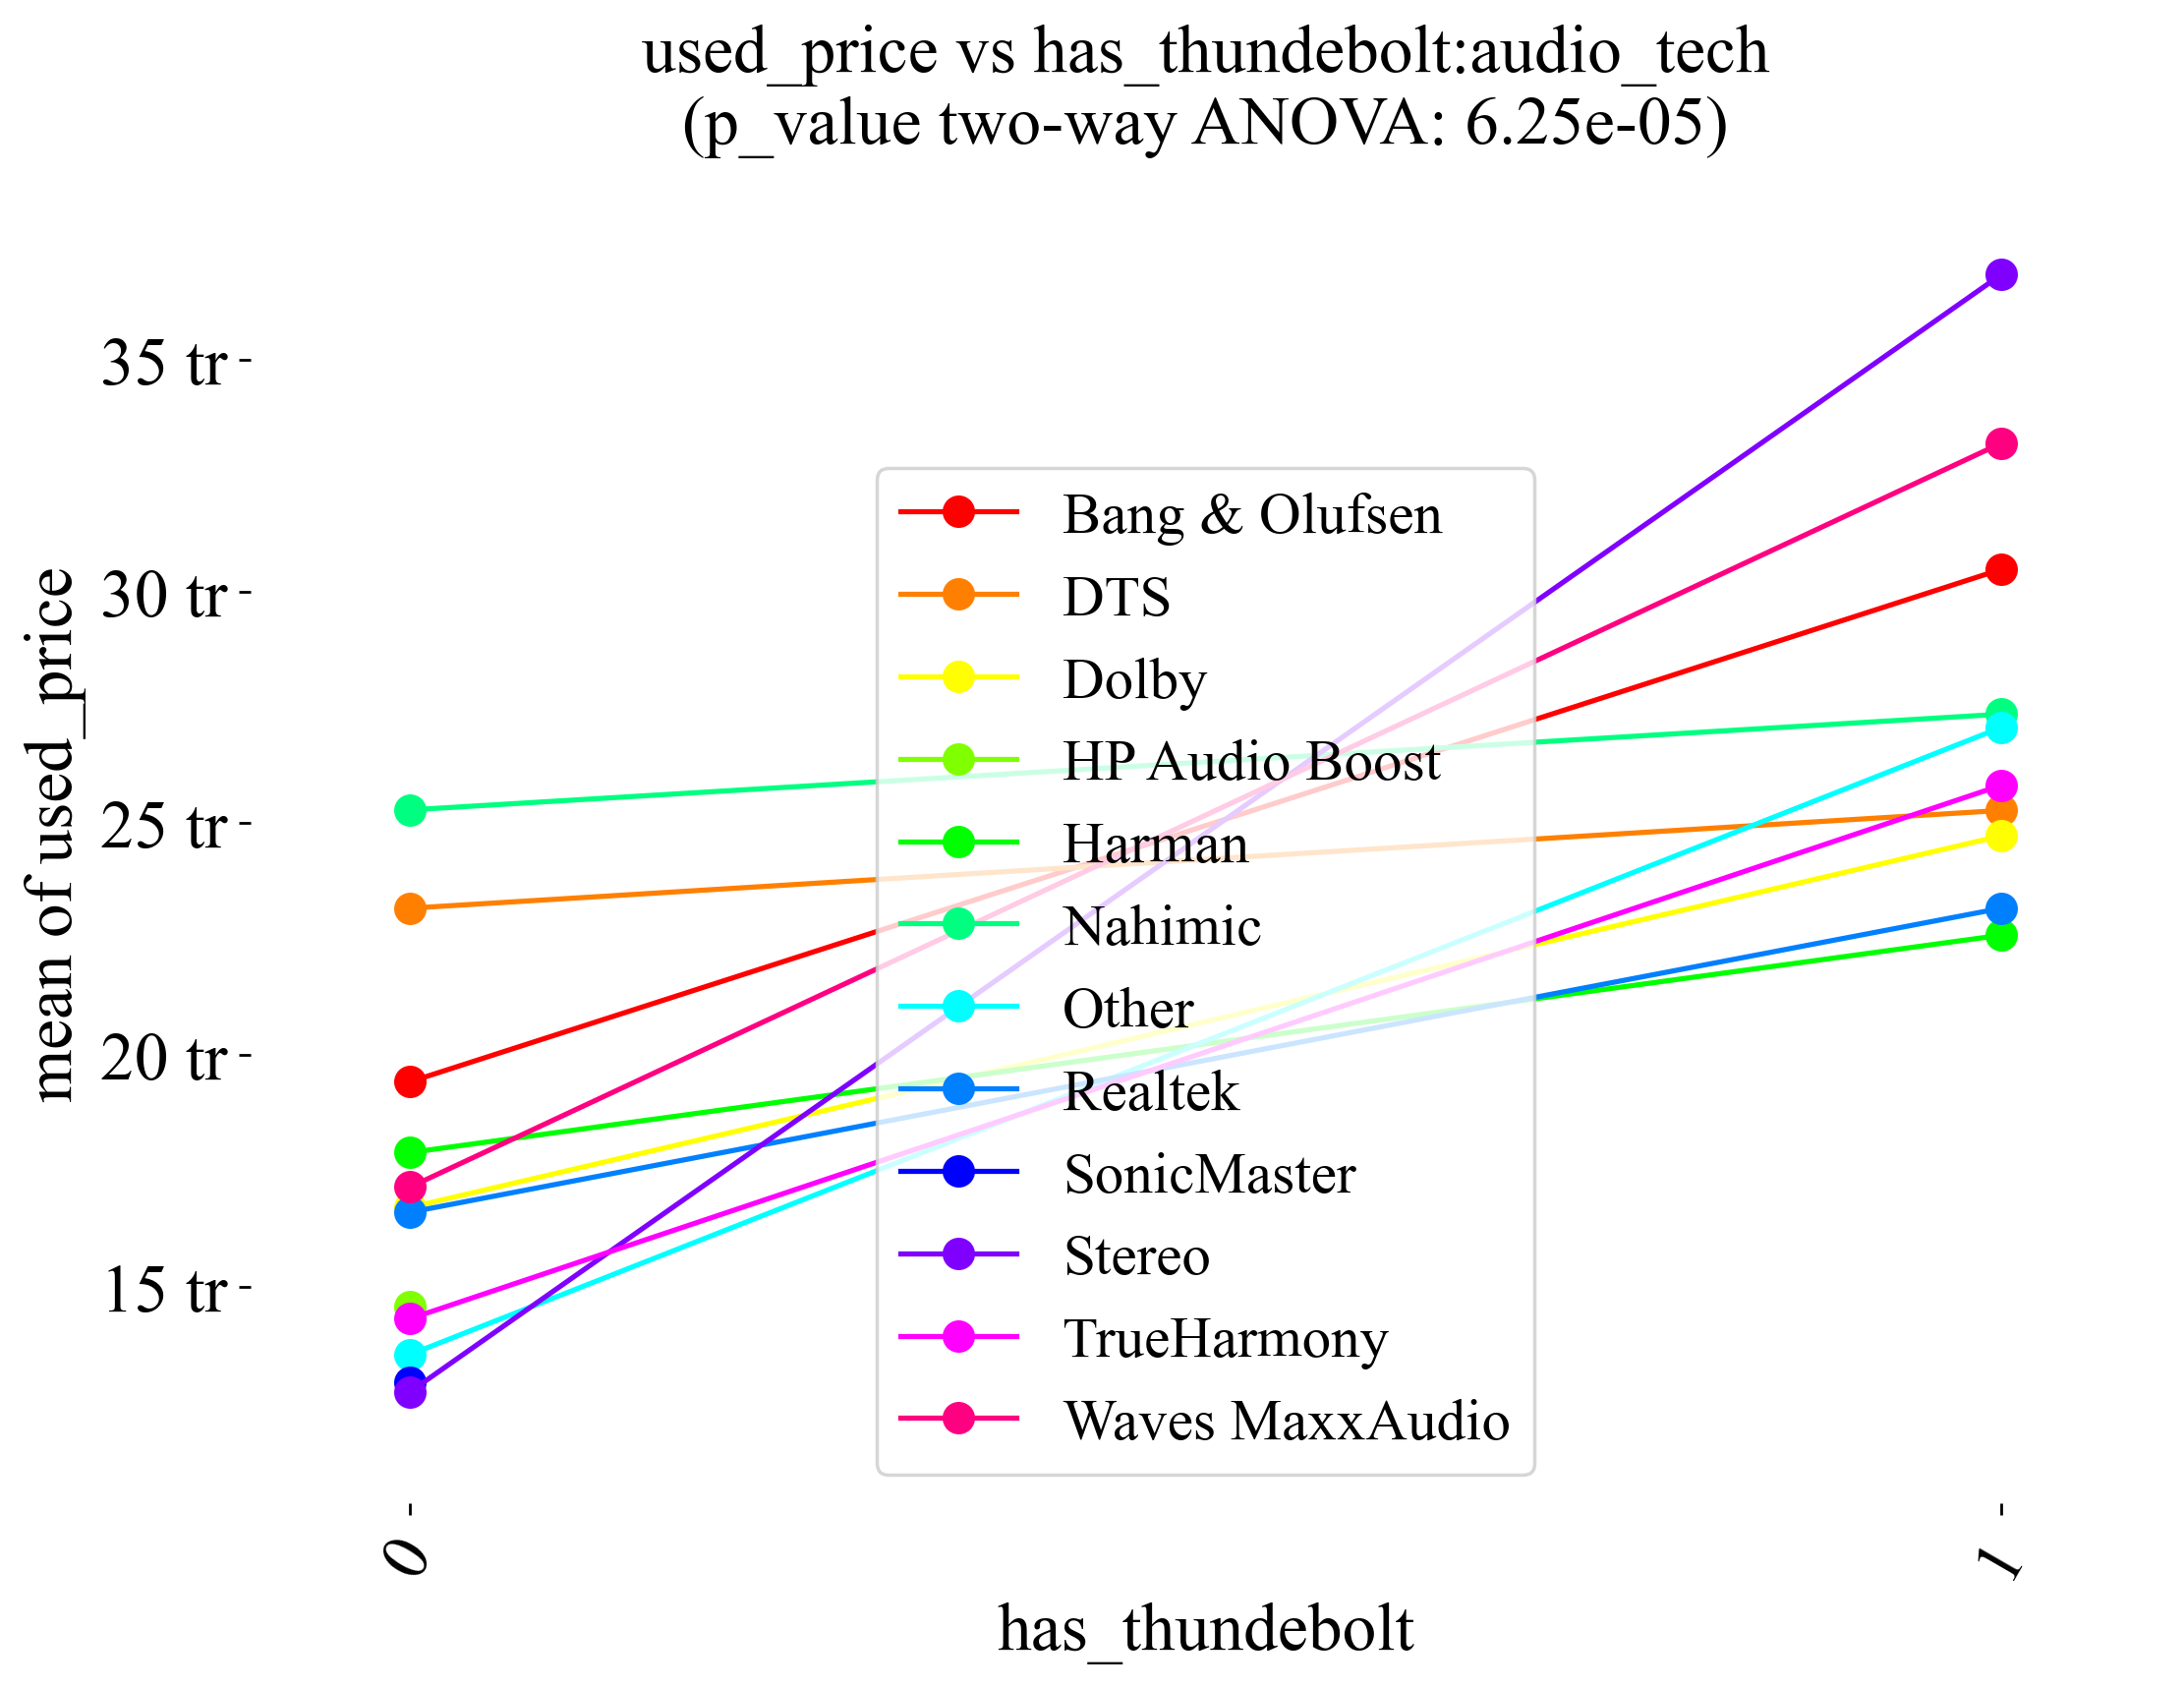 used_price vs has_thundebolt:audio_tech
(p_value two-way ANOVA: 6.25e-05)
mean of used_price
35 tr
30 tr
25 tr
20 tr
15 tr
Bang & Olufsen
DTS
Dolby
HP Audio Boost
Harman
Nahimic
Other
Realtek
SonicMaster
Stereo
TrueHarmony
Waves MaxxAudio
0
1
has_thundebolt